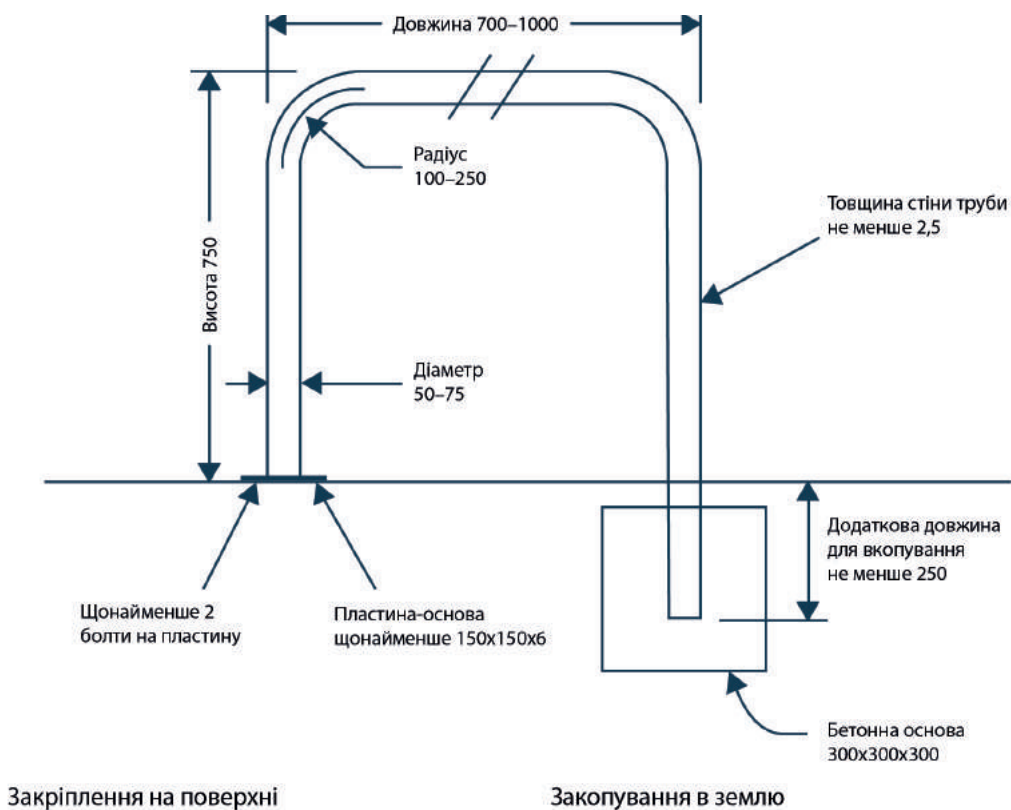 Довжина 700–1000
Радіус
100–250
Товщина стіни труби
не менше 2,5
Висота 750
Діаметр
50–75
Додаткова довжина
для вкопування
не менше 250
Щонайменше 2
болти на пластину
Пластина-основа
щонайменше 150x150x6
Бетонна основа
300x300x300
Закріплення на поверхні
Закопування в землю